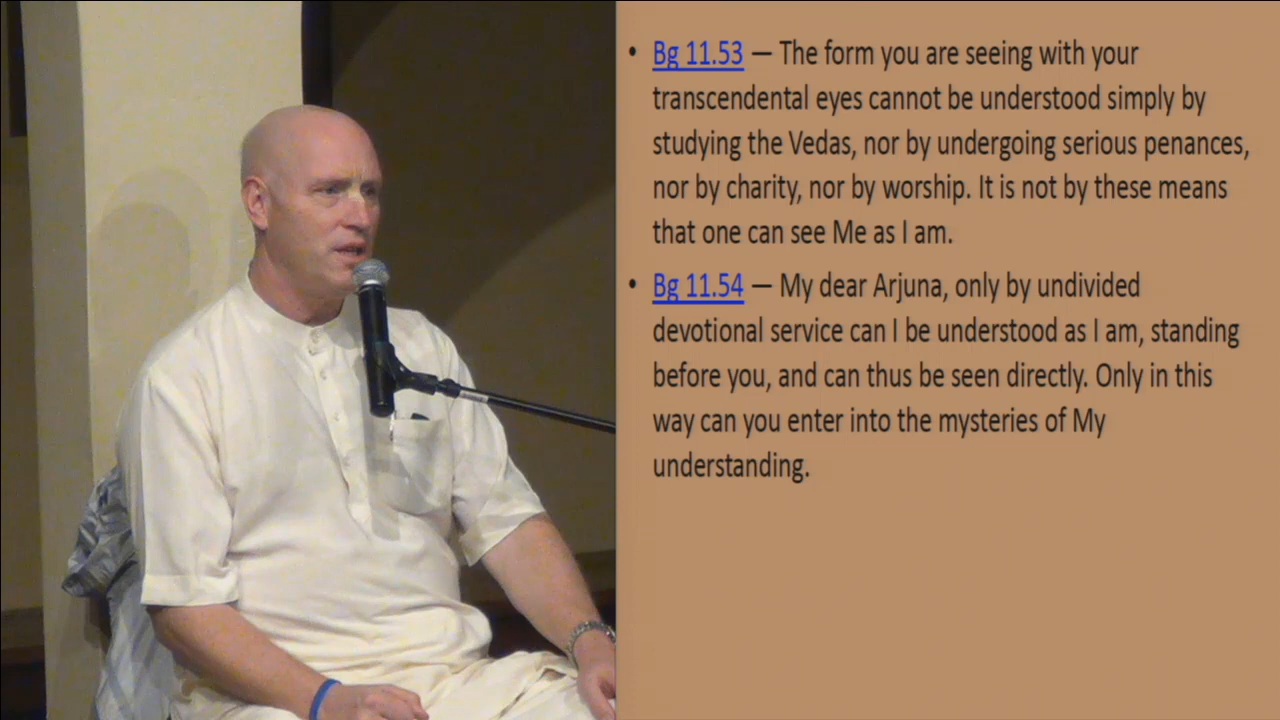 • Bg 11.53 — The form you are seeing with your
transcendental eyes cannot be understood simply by
studying the Vedas, nor by undergoing serious penances,
nor by charity, nor by worship. It is not by these means
that one can see Me as I am.
• Bg 11.54 — My dear Arjuna, only by undivided
devotional service can I be understood as I am, standing
before you, and can thus be seen directly. Only in this
way can you enter into the mysteries of My
understanding.